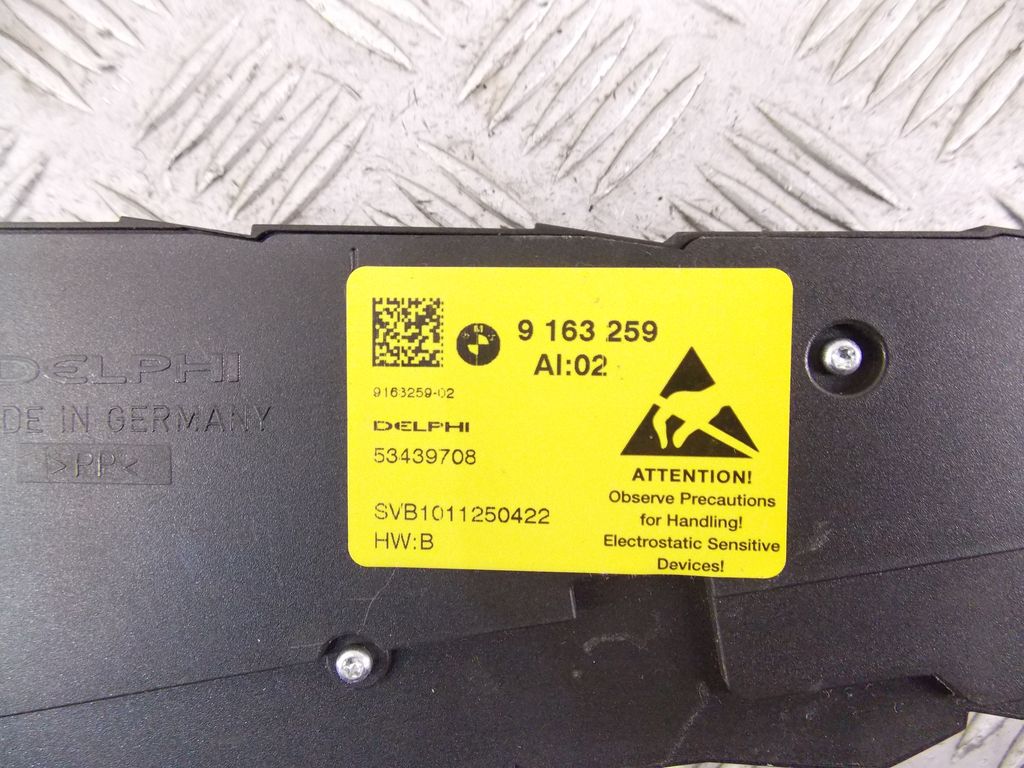 DELPHI
DE IN GERMANY
>PP<
9 163 259
AI:02
9163259-02
DELPHI
53439708
SVB1011250422
HW:B
ATTENTION!
Observe Precautions
for Handling!
Electrostatic Sensitive
Devices!